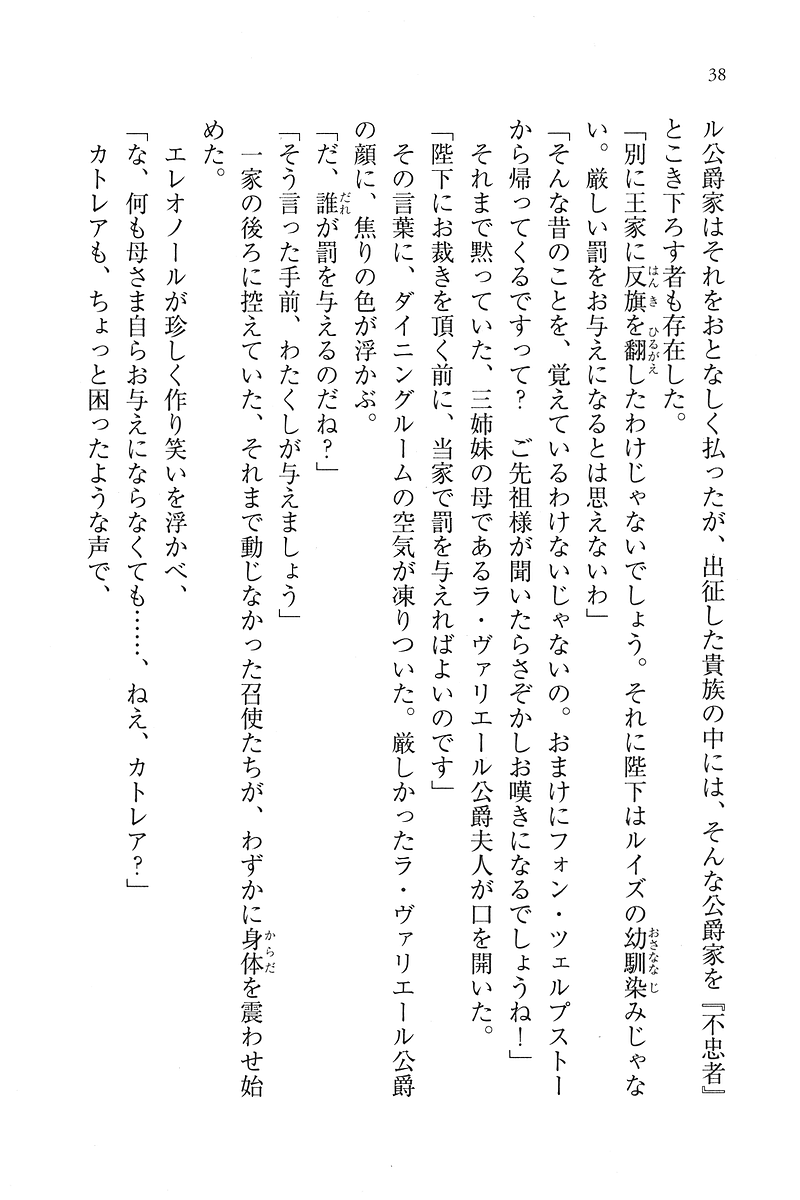 38
ル公爵家はそれをおとなしく払ったが、出征した貴族の中には、そんな公爵家を『不忠者』
とこき下ろす者も存在した。
「別に王家に反旗を翻したわけじゃないでしょう。それに陛下はルイズの幼馴染みじゃな
い。厳しい罰をお与えになるとは思えないわ」
「そんな昔のことを、覚えているわけないじゃないの。おまけにフォン・ツェルプストー
から帰ってくるですって？　ご先祖様が聞いたらさぞかしお嘆きになるでしょうね！」
それまで黙っていた、三姉妹の母であるラ・ヴァリエール公爵夫人が口を開いた。
「陛下にお裁きを頂く前に、当家で罰を与えればよいのです」
その言葉に、ダイニングルームの空気が凍りついた。厳しかったラ・ヴァリエール公爵
の顔に、焦りの色が浮かぶ。
「だ、誰が罰を与えるのだね？」
「そう言った手前、わたくしが与えましょう」
一家の後ろに控えていた、それまで動じなかった召使たちが、わずかに身体を震わせ始
めた。
エレオノールが珍しく作り笑いを浮かべ、
「な、何も母さま自らお与えにならなくても……、ねえ、カトレア？」
カトレアも、ちょっと困ったような声で、